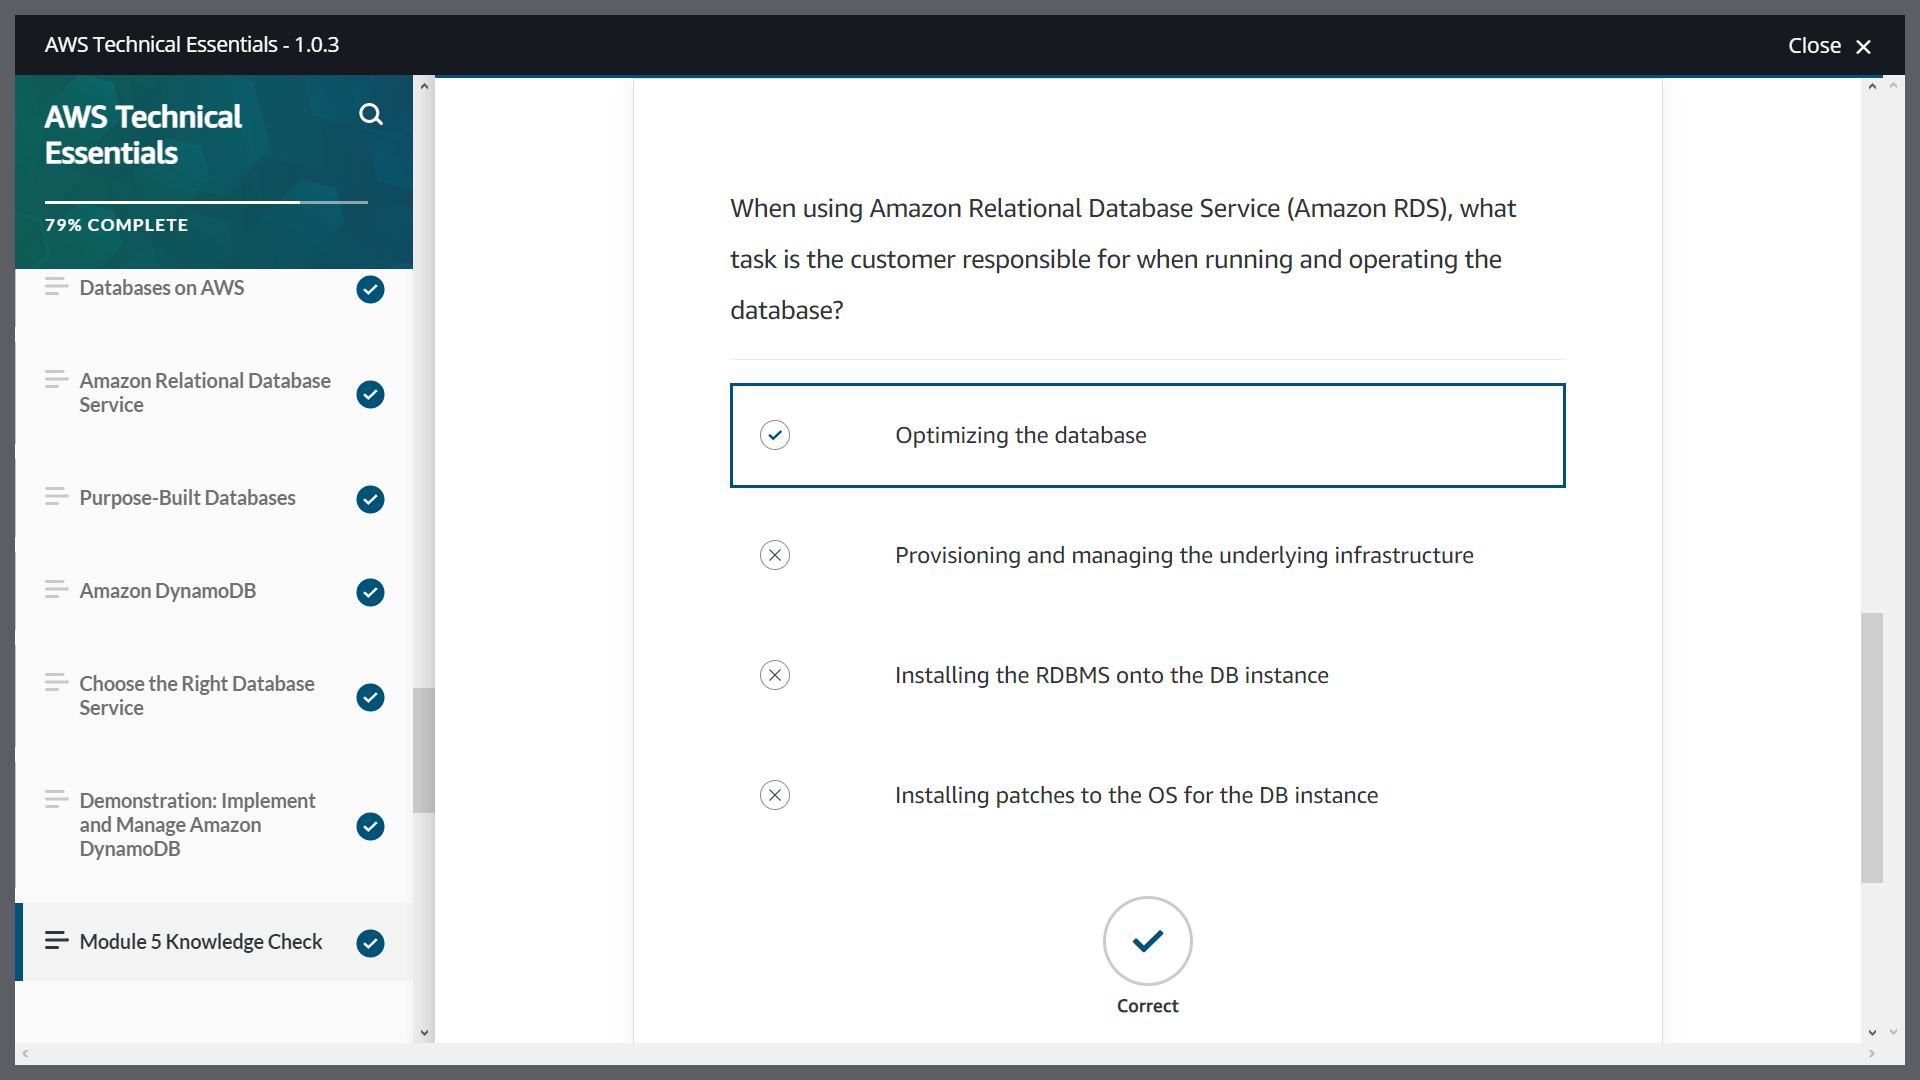 AWS Technical Essentials - 1.0.3
Close
AWS Technical
Essentials
79% COMPLETE
Databases on AWS
Amazon Relational Database
Service
Purpose-Built Databases
Amazon DynamoDB
Choose the Right Database
Service
Demonstration: Implement
and Manage Amazon
DynamoDB
Module 5 Knowledge Check
When using Amazon Relational Database Service (Amazon RDS), what
task is the customer responsible for when running and operating the
database?
Optimizing the database
Provisioning and managing the underlying infrastructure
Installing the RDBMS onto the DB instance
Installing patches to the OS for the DB instance
Correct